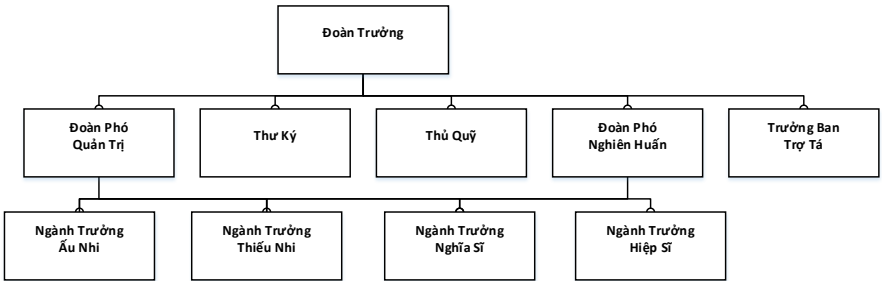 Đoàn Trưởng
Đoàn Phó
Quản Trị
Thư Ký
Thủ Quỹ
Đoàn Phó
Nghiên Huấn
Trưởng Ban
Trợ Tá
Ngành Trưởng
Ấu Nhi
Ngành Trưởng
Thiếu Nhi
Ngành Trưởng
Nghĩa Sĩ
Ngành Trưởng
Hiệp Sĩ